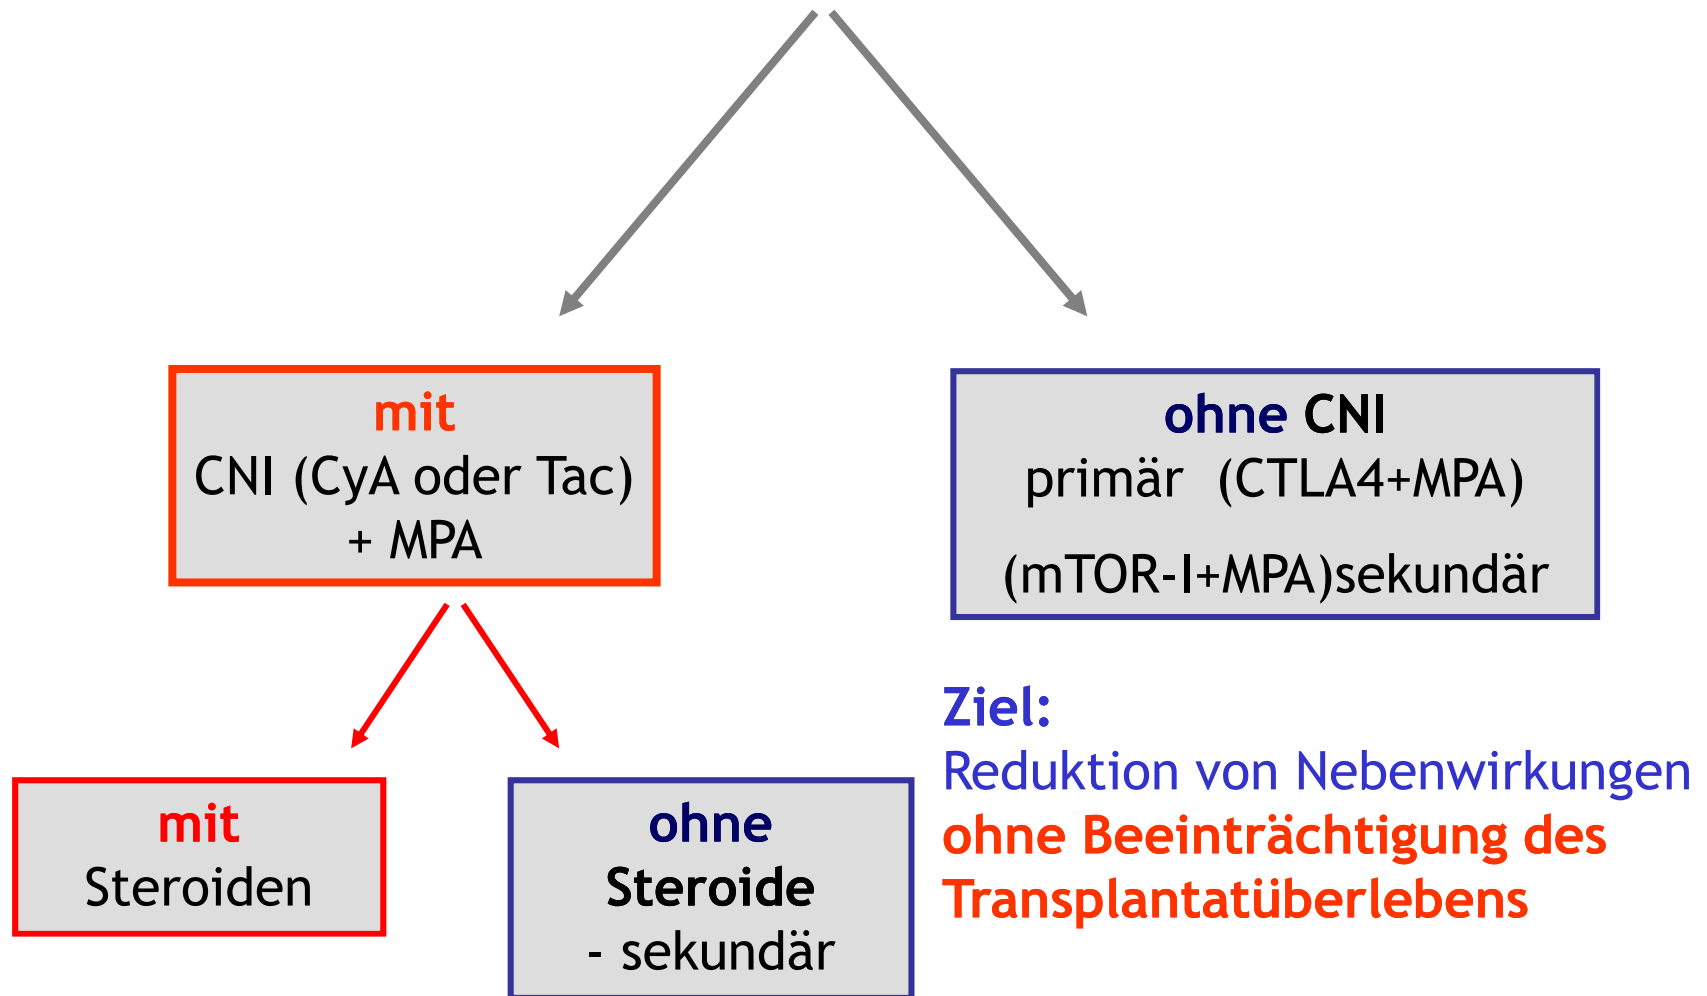 mit
CNI (CyA oder Tac)
+ MPA
ohne CNI
primär (CTLA4+MPA)
(mTOR-I+MPA)sekundär
mit
Steroiden
ohne
Steroide
- sekundär
Ziel:
Reduktion von Nebenwirkungen
ohne Beeinträchtigung des
Transplantatüberlebens